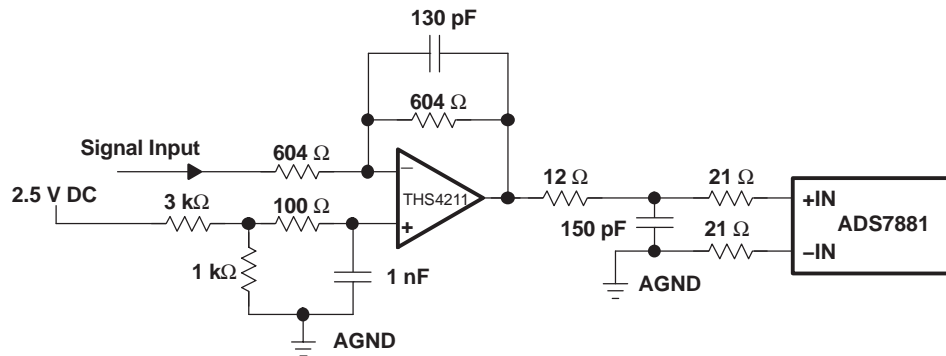 130 pF
604 Ω
Signal Input
604 Ω
2.5 V DC
3 kΩ
100 Ω
−
THS4211
+
12 Ω
21 Ω
+IN
ADS7881
150 pF
21 Ω
−IN
1 kΩ
1 nF
AGND
AGND